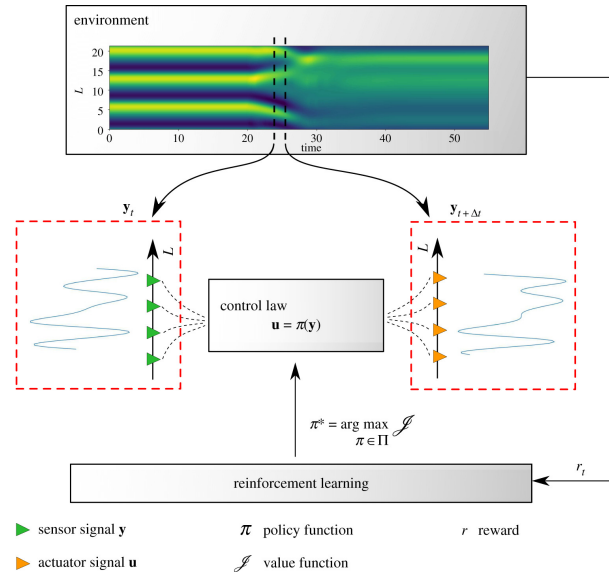 environment
20
15
10
5
0
L
0 10 20 30 40 50
time
y_t
y_{t + Δt}
L
L
control law
u = π(y)
π* = arg max 𝒥
π ∈ Π
reinforcement learning
r_t
sensor signal y
π policy function
r reward
actuator signal u
𝒥 value function